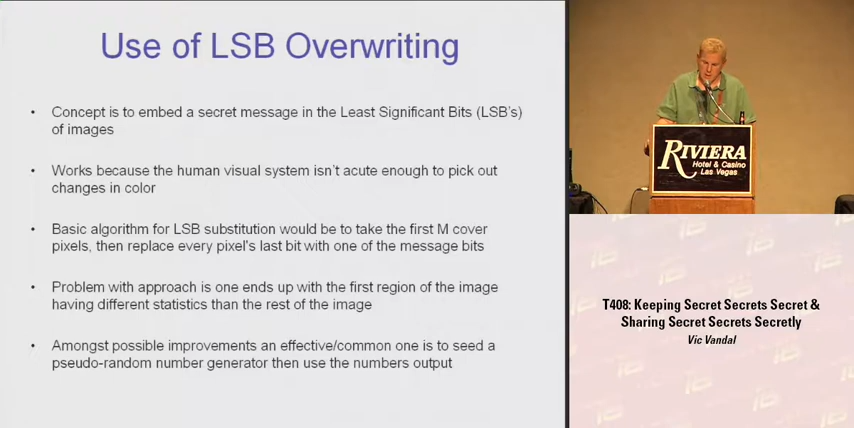 Use of LSB Overwriting
• Concept is to embed a secret message in the Least Significant Bits (LSB's)
of images
• Works because the human visual system isn't acute enough to pick out
changes in color
• Basic algorithm for LSB substitution would be to take the first M cover
pixels, then replace every pixel's last bit with one of the message bits
• Problem with approach is one ends up with the first region of the image
having different statistics than the rest of the image
• Amongst possible improvements an effective/common one is to seed a
pseudo-random number generator then use the numbers output
RIVIERA
Hotel & Casino
Las Vegas
T408: Keeping Secret Secrets Secret &
Sharing Secret Secrets Secretly
Vic Vandal